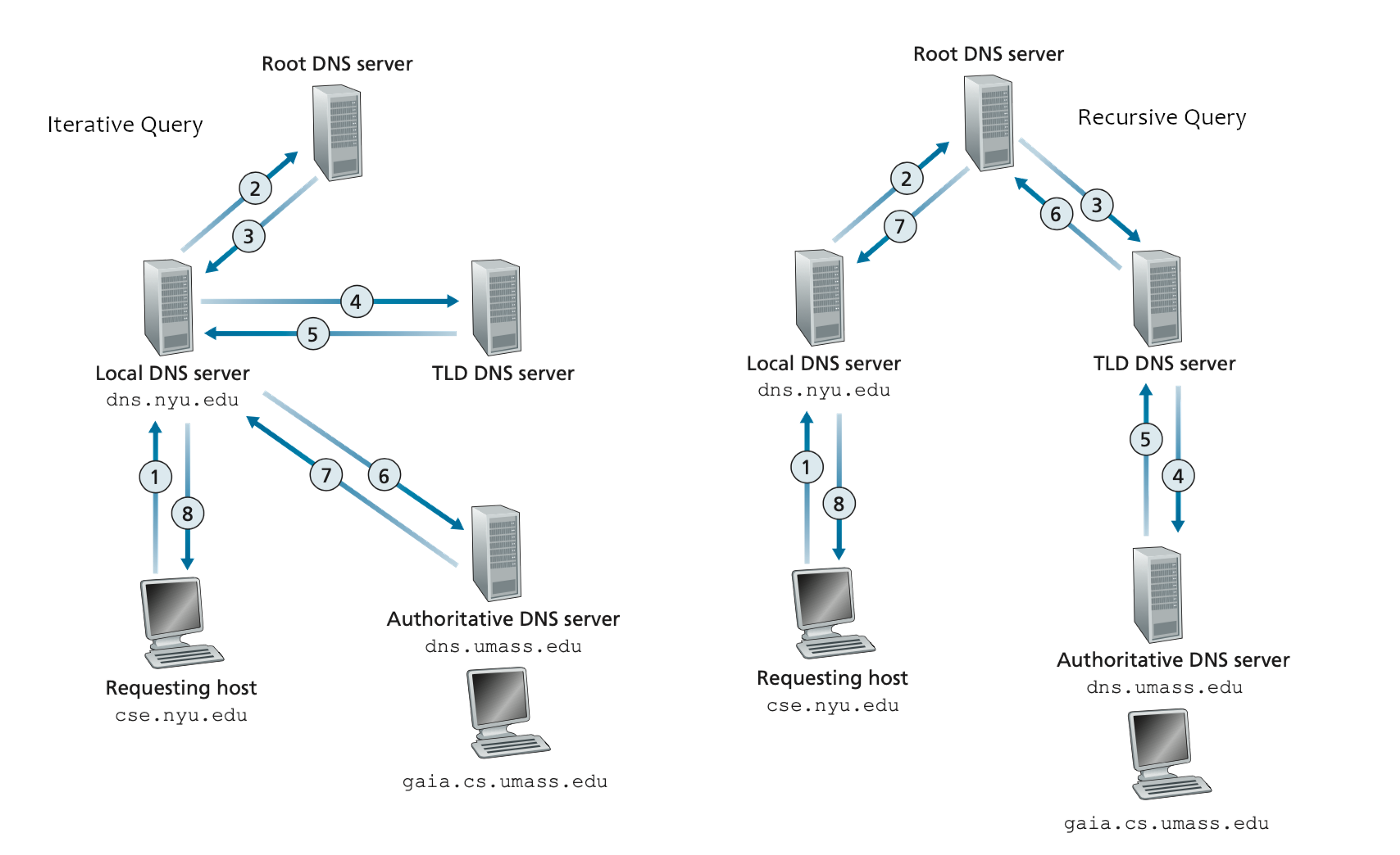 Root DNS server
Iterative Query
2
3
4
5
Local DNS server
dns.nyu.edu
TLD DNS server
1
8
7
6
Authoritative DNS server
dns.umass.edu
Requesting host
cse.nyu.edu
gaia.cs.umass.edu
Root DNS server
Recursive Query
2
7
3
6
Local DNS server
dns.nyu.edu
TLD DNS server
1
8
5
4
Requesting host
cse.nyu.edu
Authoritative DNS server
dns.umass.edu
gaia.cs.umass.edu